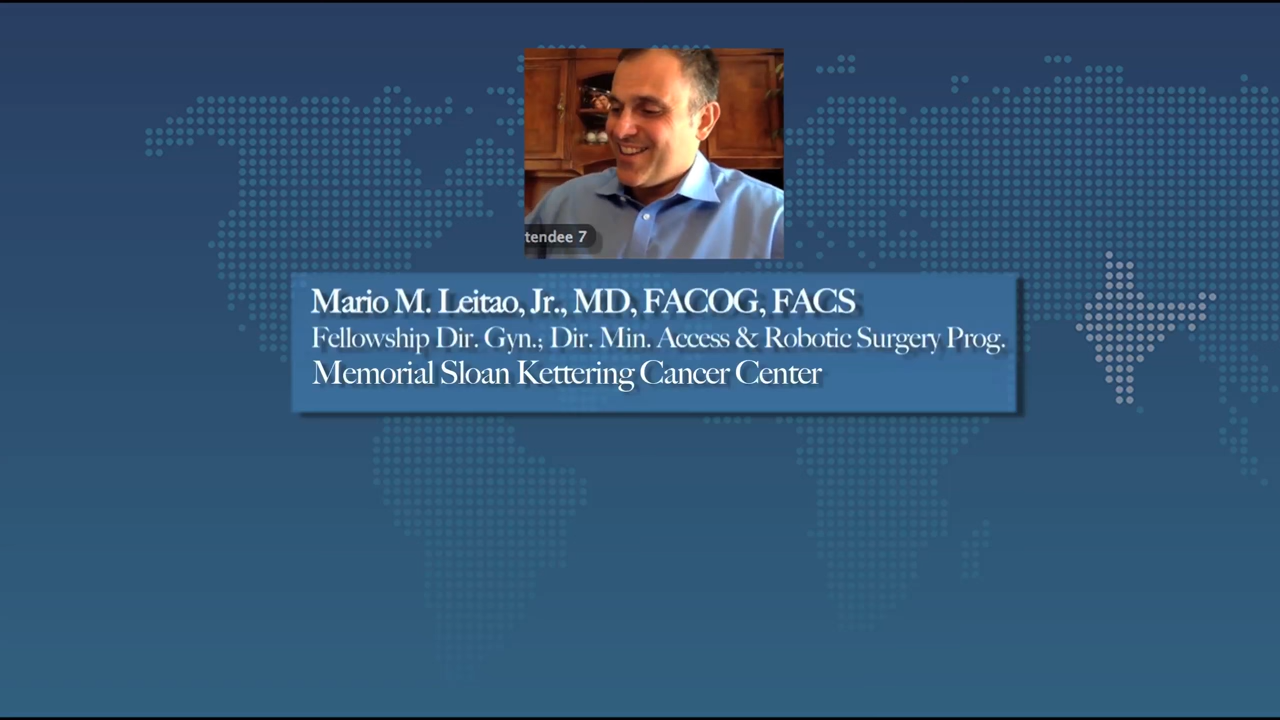 tendee 7
Mario M. Leitao, Jr., MD, FACOG, FACS
Fellowship Dir. Gyn.; Dir. Min. Access & Robotic Surgery Prog.
Memorial Sloan Kettering Cancer Center